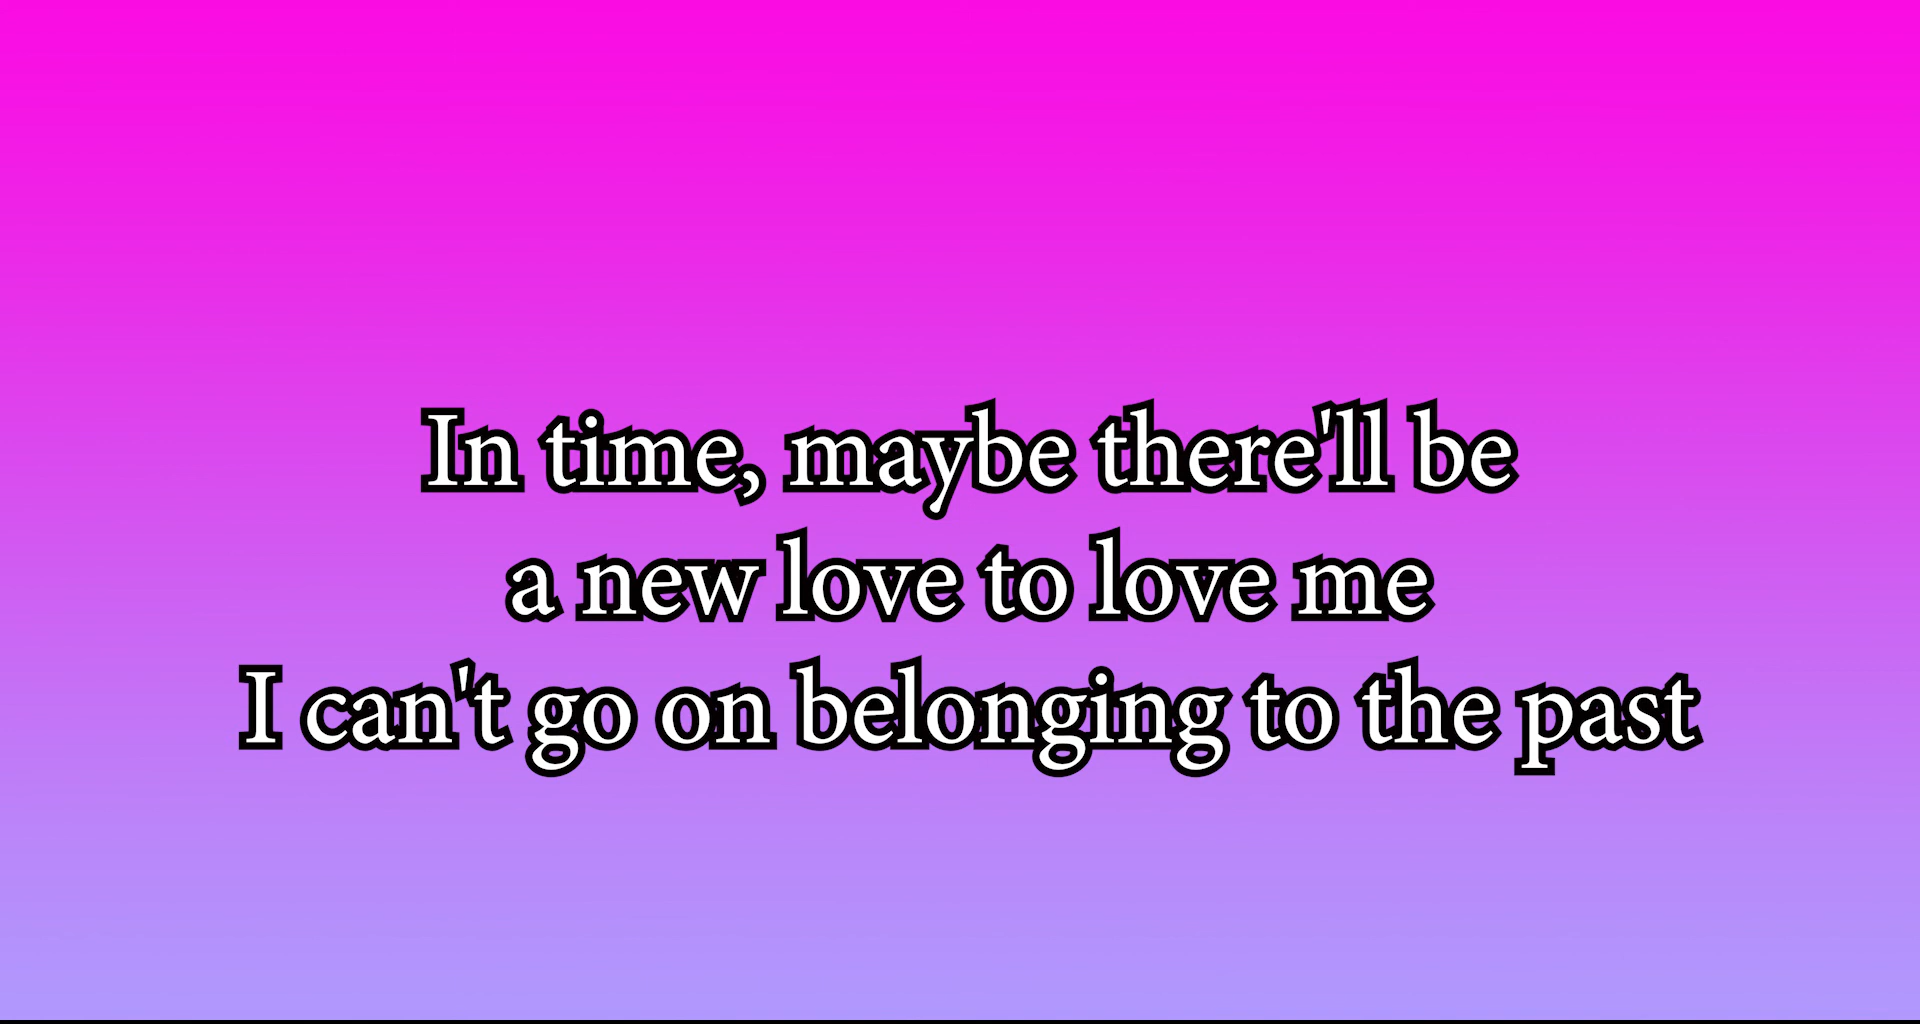 In time, maybe there'll be
a new love to love me
I can't go on belonging to the past